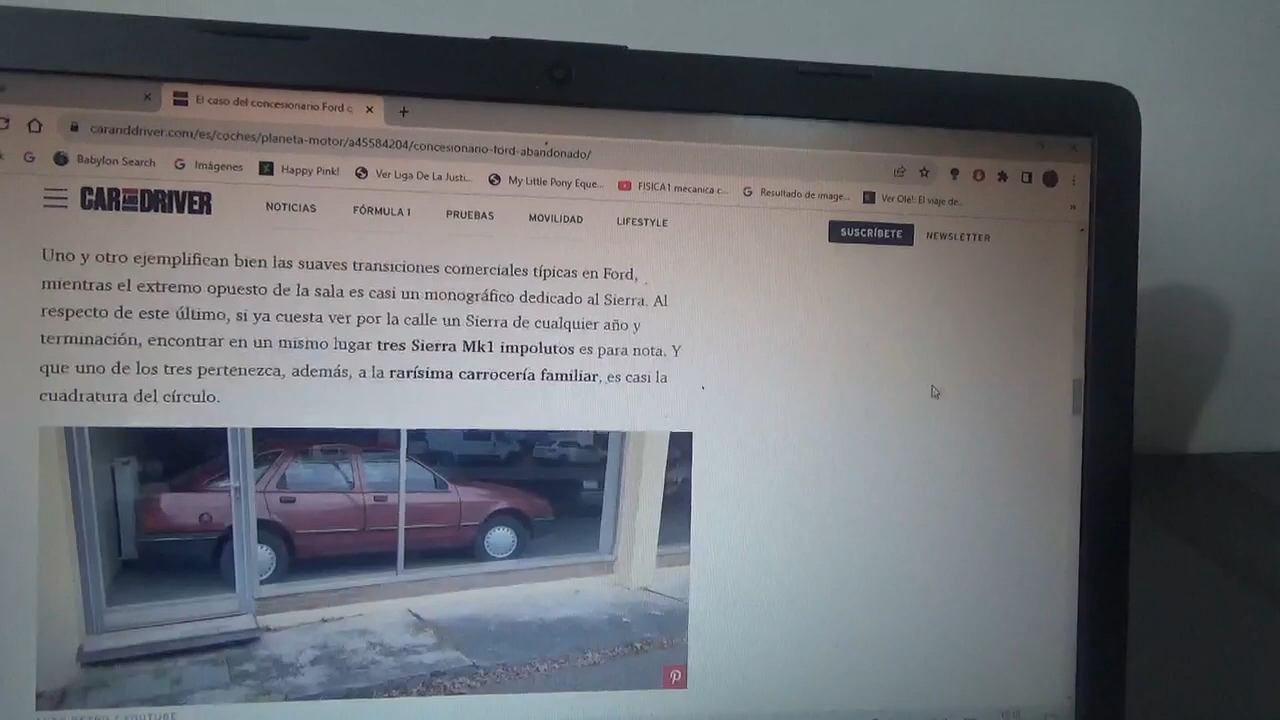 El caso del concesionario Ford
caranddriver.com/es/coches/planeta-motor/a45584204/concesionario-ford-abandonado/
Babylon Search Imágenes Happy Pink! Ver Liga De La Justi... My Little Pony Eque... FISICA1 mecanica c... Resultado de image... Ver Olé!: El viaje de...
CAR AND DRIVER NOTICIAS FÓRMULA 1 PRUEBAS MOVILIDAD LIFESTYLE SUSCRÍBETE NEWSLETTER
Uno y otro ejemplifican bien las suaves transiciones comerciales típicas en Ford,
mientras el extremo opuesto de la sala es casi un monográfico dedicado al Sierra. Al
respecto de este último, si ya cuesta ver por la calle un Sierra de cualquier año y
terminación, encontrar en un mismo lugar tres Sierra Mk1 impolutos es para nota. Y
que uno de los tres pertenezca, además, a la rarísima carrocería familiar, es casi la
cuadratura del círculo.